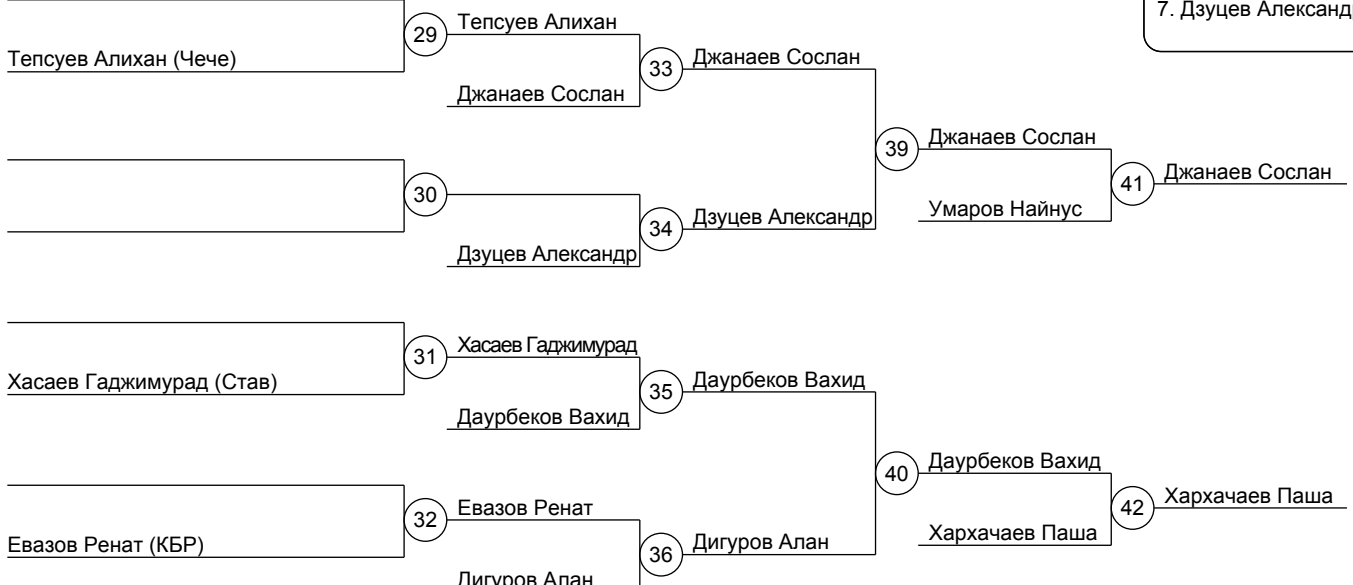 7. Дзуцев Александ
29
Тепсуев Алихан
Тепсуев Алихан (Чече)
33
Джанаев Сослан
Джанаев Сослан
39
Джанаев Сослан
30
41
Джанаев Сослан
34
Дзуцев Александр
Умаров Найнус
Дзуцев Александр
31
Хасаев Гаджимурад
Хасаев Гаджимурад (Став)
35
Даурбеков Вахид
Даурбеков Вахид
40
Даурбеков Вахид
32
Евазов Ренат
42
Хархачаев Паша
Евазов Ренат (КБР)
36
Дигуров Алан
Хархачаев Паша
Дигуров Алан